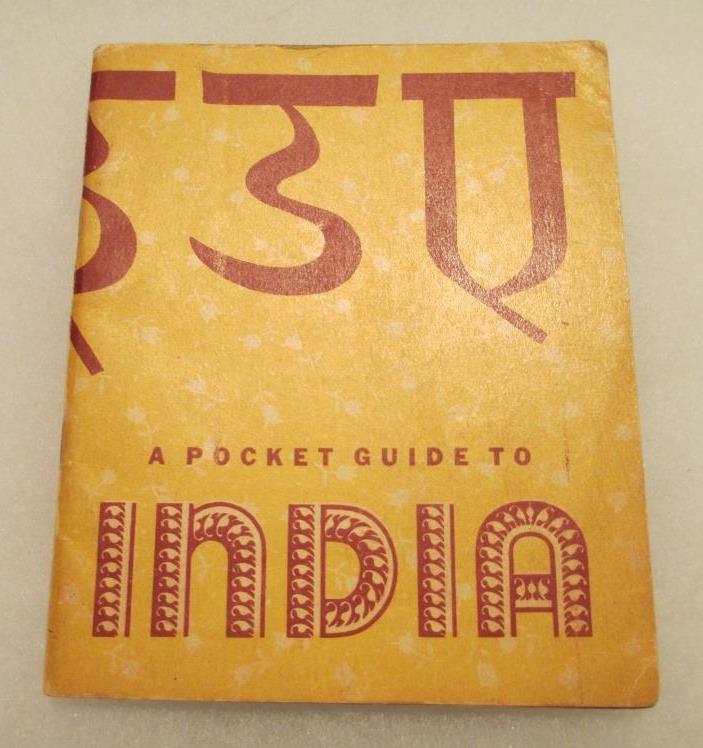 इ उ ए
A POCKET GUIDE TO
INDIA